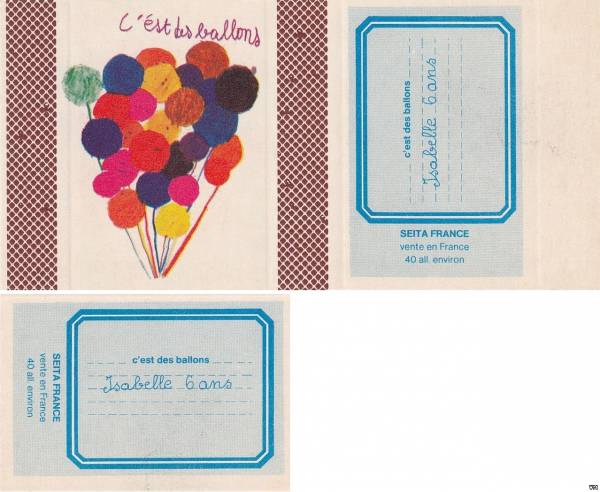 C'ést des ballons
c'est des ballons
Isabelle 6 ans
SEITA FRANCE
vente en France
40 all. environ
c'est des ballons
Isabelle 6 ans
SEITA FRANCE
vente en France
40 all. environ